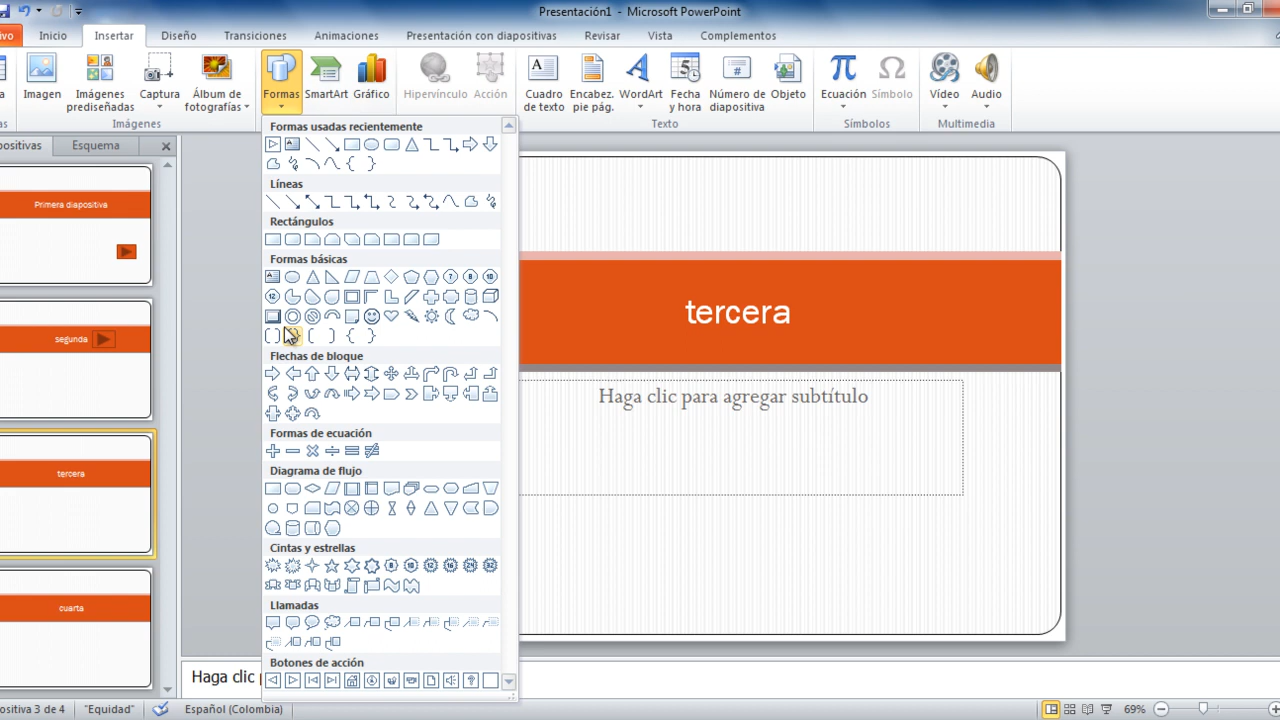 Presentación1 - Microsoft PowerPoint
Inicio Insertar Diseño Transiciones Animaciones Presentación con diapositivas Revisar Vista Complementos
Imagen
Imágenes prediseñadas
Captura
Álbum de fotografías
Formas
SmartArt
Gráfico
Hipervínculo
Acción
Cuadro de texto
Encabez. pie pág.
WordArt
Fecha y hora
Número de diapositiva
Objeto
Ecuación
Símbolo
Vídeo
Audio
Imágenes
Texto
Símbolos
Multimedia
Esquema
Primera diapositiva
segunda
tercera
cuarta
Formas usadas recientemente
Líneas
Rectángulos
Formas básicas
Flechas de bloque
Formas de ecuación
Diagrama de flujo
Cintas y estrellas
Llamadas
Botones de acción
tercera
Haga clic para agregar subtítulo
Haga clic
ositiva 3 de 4 "Equidad" Español (Colombia) 69%